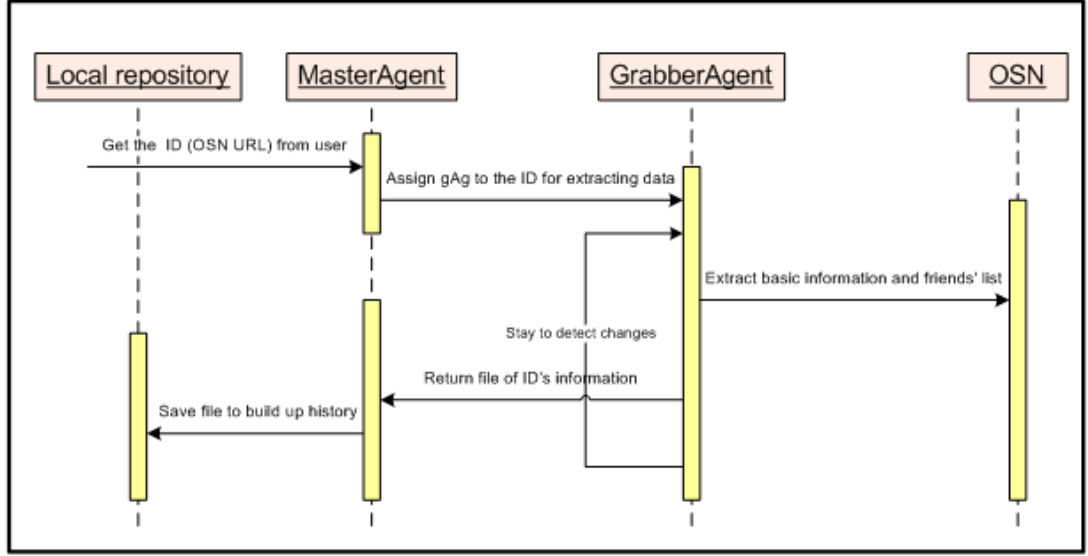 Local repository
MasterAgent
GrabberAgent
OSN
Get the ID (OSN URL) from user
Assign gAg to the ID for extracting data
Extract basic information and friends' list
Stay to detect changes
Return file of ID's information
Save file to build up history